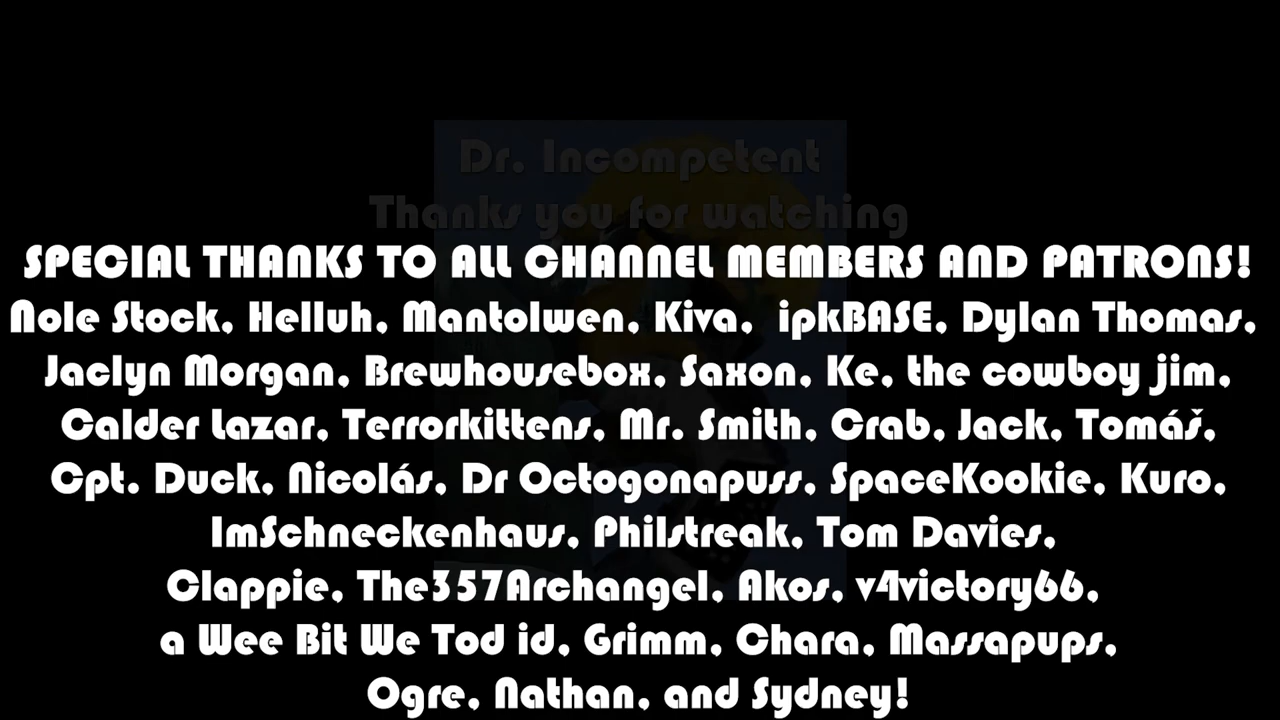 Dr. Incompetent
Thanks you for watching
SPECIAL THANKS TO ALL CHANNEL MEMBERS AND PATRONS!
Nole Stock, Helluh, Mantolwen, Kiva, ipkBASE, Dylan Thomas,
Jaclyn Morgan, Brewhousebox, Saxon, Ke, the cowboy jim,
Calder Lazar, Terrorkittens, Mr. Smith, Crab, Jack, Tomáš,
Cpt. Duck, Nicolás, Dr Octogonapuss, SpaceKookie, Kuro,
ImSchneckenhaus, Philstreak, Tom Davies,
Clappie, The357Archangel, Akos, v4victory66,
a Wee Bit We Tod id, Grimm, Chara, Massapups,
Ogre, Nathan, and Sydney!